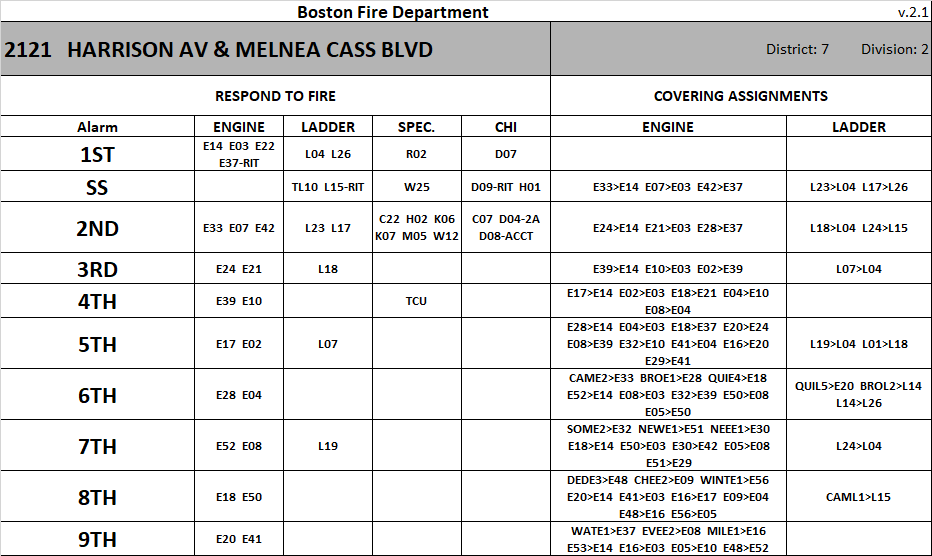 Boston Fire Department v.2.1
2121 HARRISON AV & MELNEA CASS BLVD District: 7 Division: 2
RESPOND TO FIRE COVERING ASSIGNMENTS
Alarm ENGINE LADDER SPEC. CHI ENGINE LADDER
1ST
E14 E03 E22
E37-RIT
L04 L26
R02
D07
SS
TL10 L15-RIT
W25
D09-RIT H01
E33>E14 E07>E03 E42>E37
L23>L04 L17>L26
2ND
E33 E07 E42
L23 L17
C22 H02 K06
K07 M05 W12
C07 D04-2A
D08-ACCT
E24>E14 E21>E03 E28>E37
L18>L04 L24>L15
3RD
E24 E21
L18
E39>E14 E10>E03 E02>E39
L07>L04
4TH
E39 E10
TCU
E17>E14 E02>E03 E18>E21 E04>E10
E08>E04
5TH
E17 E02
L07
E28>E14 E04>E03 E18>E37 E20>E24
E08>E39 E32>E10 E41>E04 E16>E20
E29>E41
L19>L04 L01>L18
6TH
E28 E04
CAME2>E33 BROE1>E28 QUIE4>E18
E52>E14 E08>E03 E32>E39 E50>E08
E05>E50
QUIL5>E20 BROL2>L14
L14>L26
7TH
E52 E08
L19
SOME2>E32 NEWE1>E51 NEEE1>E30
E18>E14 E50>E03 E30>E42 E05>E08
E51>E29
L24>L04
8TH
E18 E50
DEDE3>E48 CHEE2>E09 WINTE1>E56
E20>E14 E41>E03 E16>E17 E09>E04
E48>E16 E56>E05
CAML1>L15
9TH
E20 E41
WATE1>E37 EVEE2>E08 MILE1>E16
E53>E14 E16>E03 E05>E10 E48>E52